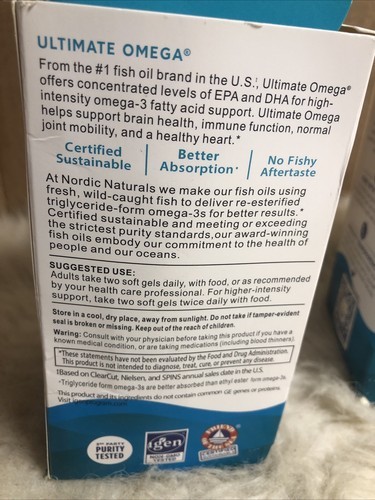 ULTIMATE OMEGA®
From the #1 fish oil brand in the U.S.‡, Ultimate Omega®
offers concentrated levels of EPA and DHA for high-
intensity omega-3 fatty acid support. Ultimate Omega
helps support brain health, immune function, normal
joint mobility, and a healthy heart.*
Certified Sustainable
Better Absorption
No Fishy Aftertaste
At Nordic Naturals we make our fish oils using
fresh, wild-caught fish to deliver re-esterified
triglyceride-form omega-3s for better results.*
Certified sustainable and meeting or exceeding
the strictest purity standards, our award-winning
fish oils embody our commitment to the health of
people and our oceans.
SUGGESTED USE:
Adults take two soft gels daily, with food, or as recommended
by your health care professional. For higher-intensity
support, take two soft gels twice daily with food.
Store in a cool, dry place, away from sunlight. Do not take if tamper-evident
seal is broken or missing. Keep out of the reach of children.
Waring: Consult with your physician before taking this product if you have a
known medical condition, or are taking medications (including blood thinners).
*These statements have not been evaluated by the Food and Drug Administration.
This product is not intended to diagnose, treat, cure, or prevent any disease.
‡Based on ClearCut, Nielsen, and SPINS annual sales date in the U.S.
Triglyceride form omega-3s are better absorbed than ethyl ester form omega-3s.
This product and its ingredients do not contain common GE genes or proteins.
Visit
3RD PARTY
PURITY
TESTED
igen
TESTED
FRIEND
OF THE
SEA